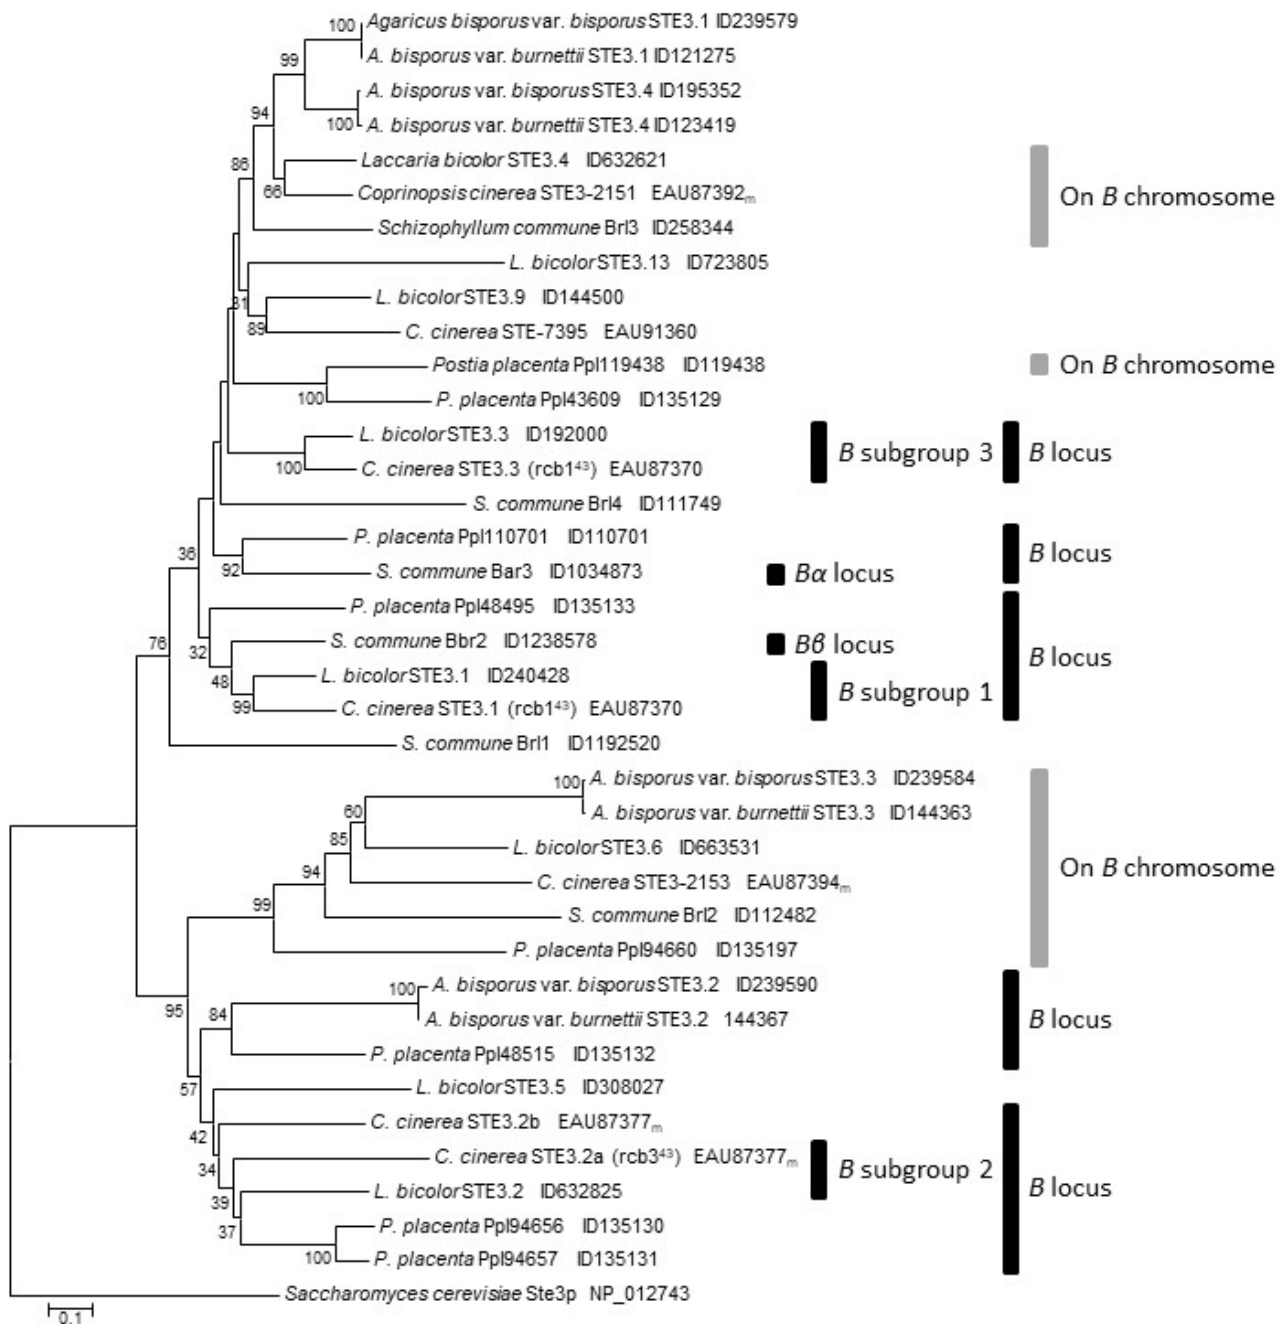 100 Agaricus bisporus var. bisporus STE3.1 ID239579
A. bisporus var. burnettii STE3.1 ID121275
99
A. bisporus var. bisporus STE3.4 ID195352
94
100 A. bisporus var. burnettii STE3.4 ID123419
86 Laccaria bicolor STE3.4 ID632621
66 Coprinopsis cinerea STE3-2151 EAU87392m On B chromosome
Schizophyllum commune Brl3 ID258344
L. bicolor STE3.13 ID723805
31 L. bicolor STE3.9 ID144500
89 C. cinerea STE-7395 EAU91360
Postia placenta Ppl119438 ID119438 On B chromosome
100 P. placenta Ppl43609 ID135129
L. bicolor STE3.3 ID192000
B subgroup 3 B locus
100 C. cinerea STE3.3 (rcb1⁴³) EAU87370
S. commune Brl4 ID111749
P. placenta Ppl110701 ID110701
36 B locus
92 S. commune Bar3 ID1034873 Bα locus
P. placenta Ppl48495 ID135133
76 32 S. commune Bbr2 ID1238578 Bβ locus
B locus
48 L. bicolor STE3.1 ID240428
B subgroup 1
99 C. cinerea STE3.1 (rcb1⁴³) EAU87370
S. commune Brl1 ID1192520
100 A. bisporus var. bisporus STE3.3 ID239584
60 A. bisporus var. burnettii STE3.3 ID144363
85 L. bicolor STE3.6 ID663531
94 On B chromosome
C. cinerea STE3-2153 EAU87394m
99 S. commune Brl2 ID112482
P. placenta Ppl94660 ID135197
100 A. bisporus var. bisporus STE3.2 ID239590
95 84 A. bisporus var. burnettii STE3.2 144367 B locus
P. placenta Ppl48515 ID135132
57 L. bicolor STE3.5 ID308027
42 C. cinerea STE3.2b EAU87377m
34 C. cinerea STE3.2a (rcb3⁴³) EAU87377m B subgroup 2
39 L. bicolor STE3.2 ID632825 B locus
37 P. placenta Ppl94656 ID135130
100 P. placenta Ppl94657 ID135131
Saccharomyces cerevisiae Ste3p NP_012743
0.1